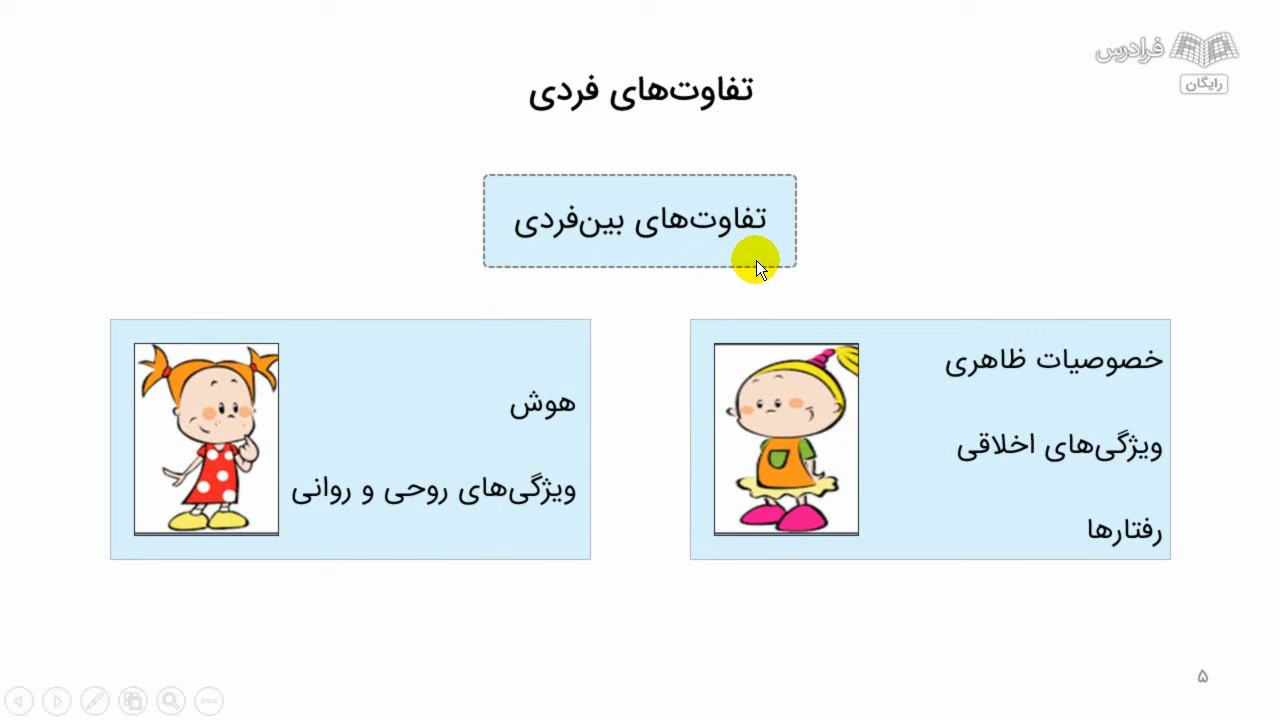 فرادرس
رایگان
تفاوت‌های فردی
تفاوت‌های بین‌فردی
خصوصیات ظاهری
ویژگی‌های اخلاقی
رفتارها
هوش
ویژگی‌های روحی و روانی
۵